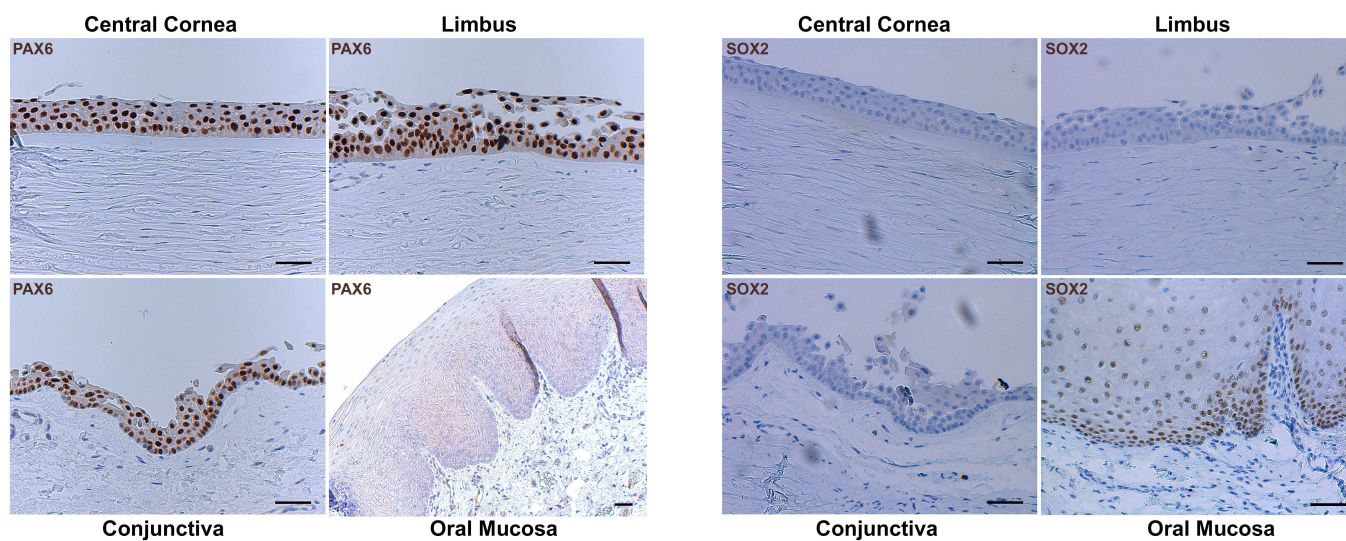 Central Cornea
Limbus
Central Cornea
Limbus
PAX6
PAX6
SOX2
SOX2
PAX6
PAX6
SOX2
SOX2
Conjunctiva
Oral Mucosa
Conjunctiva
Oral Mucosa